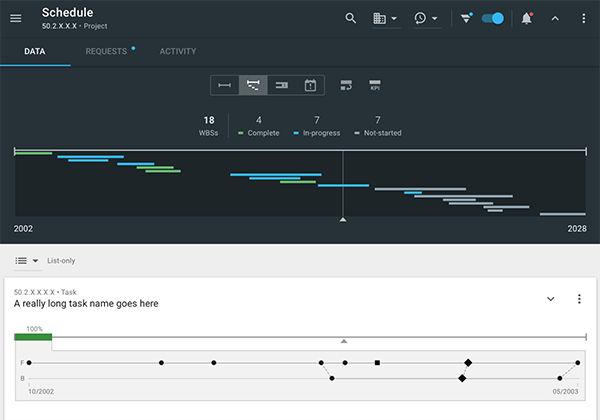 Schedule
50.2.X.X.X • Project
DATA
REQUESTS
ACTIVITY
KPI
18
WBSs
4
Complete
7
In-progress
7
Not-started
2002
2028
List-only
50.2.X.X.X.X • Task
A really long task name goes here
100%
F
B
10/2002
05/2003